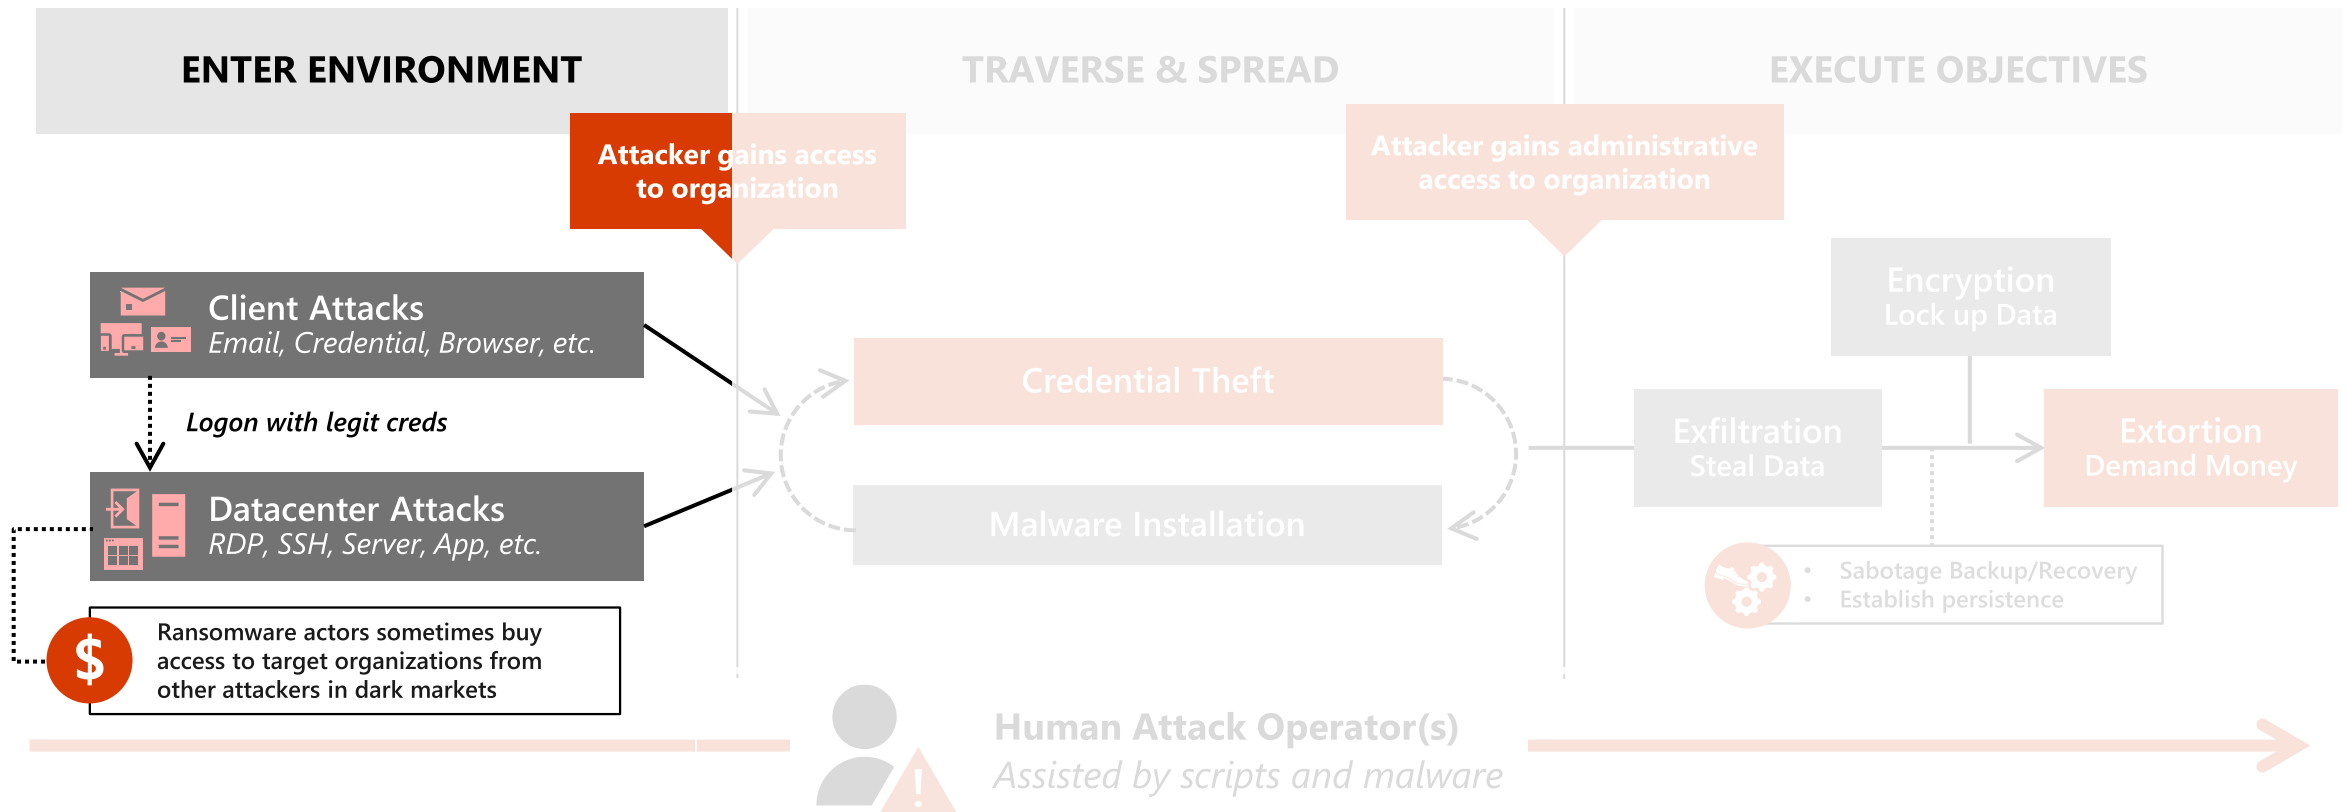 ENTER ENVIRONMENT
TRAVERSE & SPREAD
EXECUTE OBJECTIVES
Attacker gains access
to organization
Attacker gains administrative
access to organization
Client Attacks
Email, Credential, Browser, etc.
Logon with legit creds
Datacenter Attacks
RDP, SSH, Server, App, etc.
$
Ransomware actors sometimes buy
access to target organizations from
other attackers in dark markets
Credential Theft
Malware Installation
Encryption
Lock up Data
Exfiltration
Steal Data
Extortion
Demand Money
• Sabotage Backup/Recovery
• Establish persistence
!
Human Attack Operator(s)
Assisted by scripts and malware